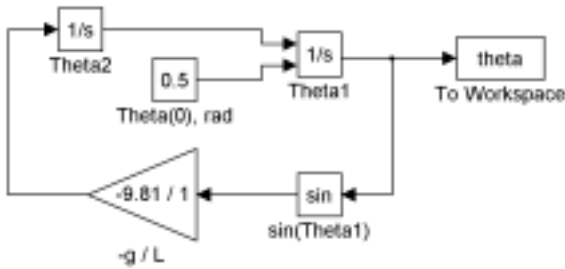 1/s
Theta2
0.5
Theta(0), rad
1/s
Theta1
theta
To Workspace
-9.81 / 1
-g / L
sin
sin(Theta1)